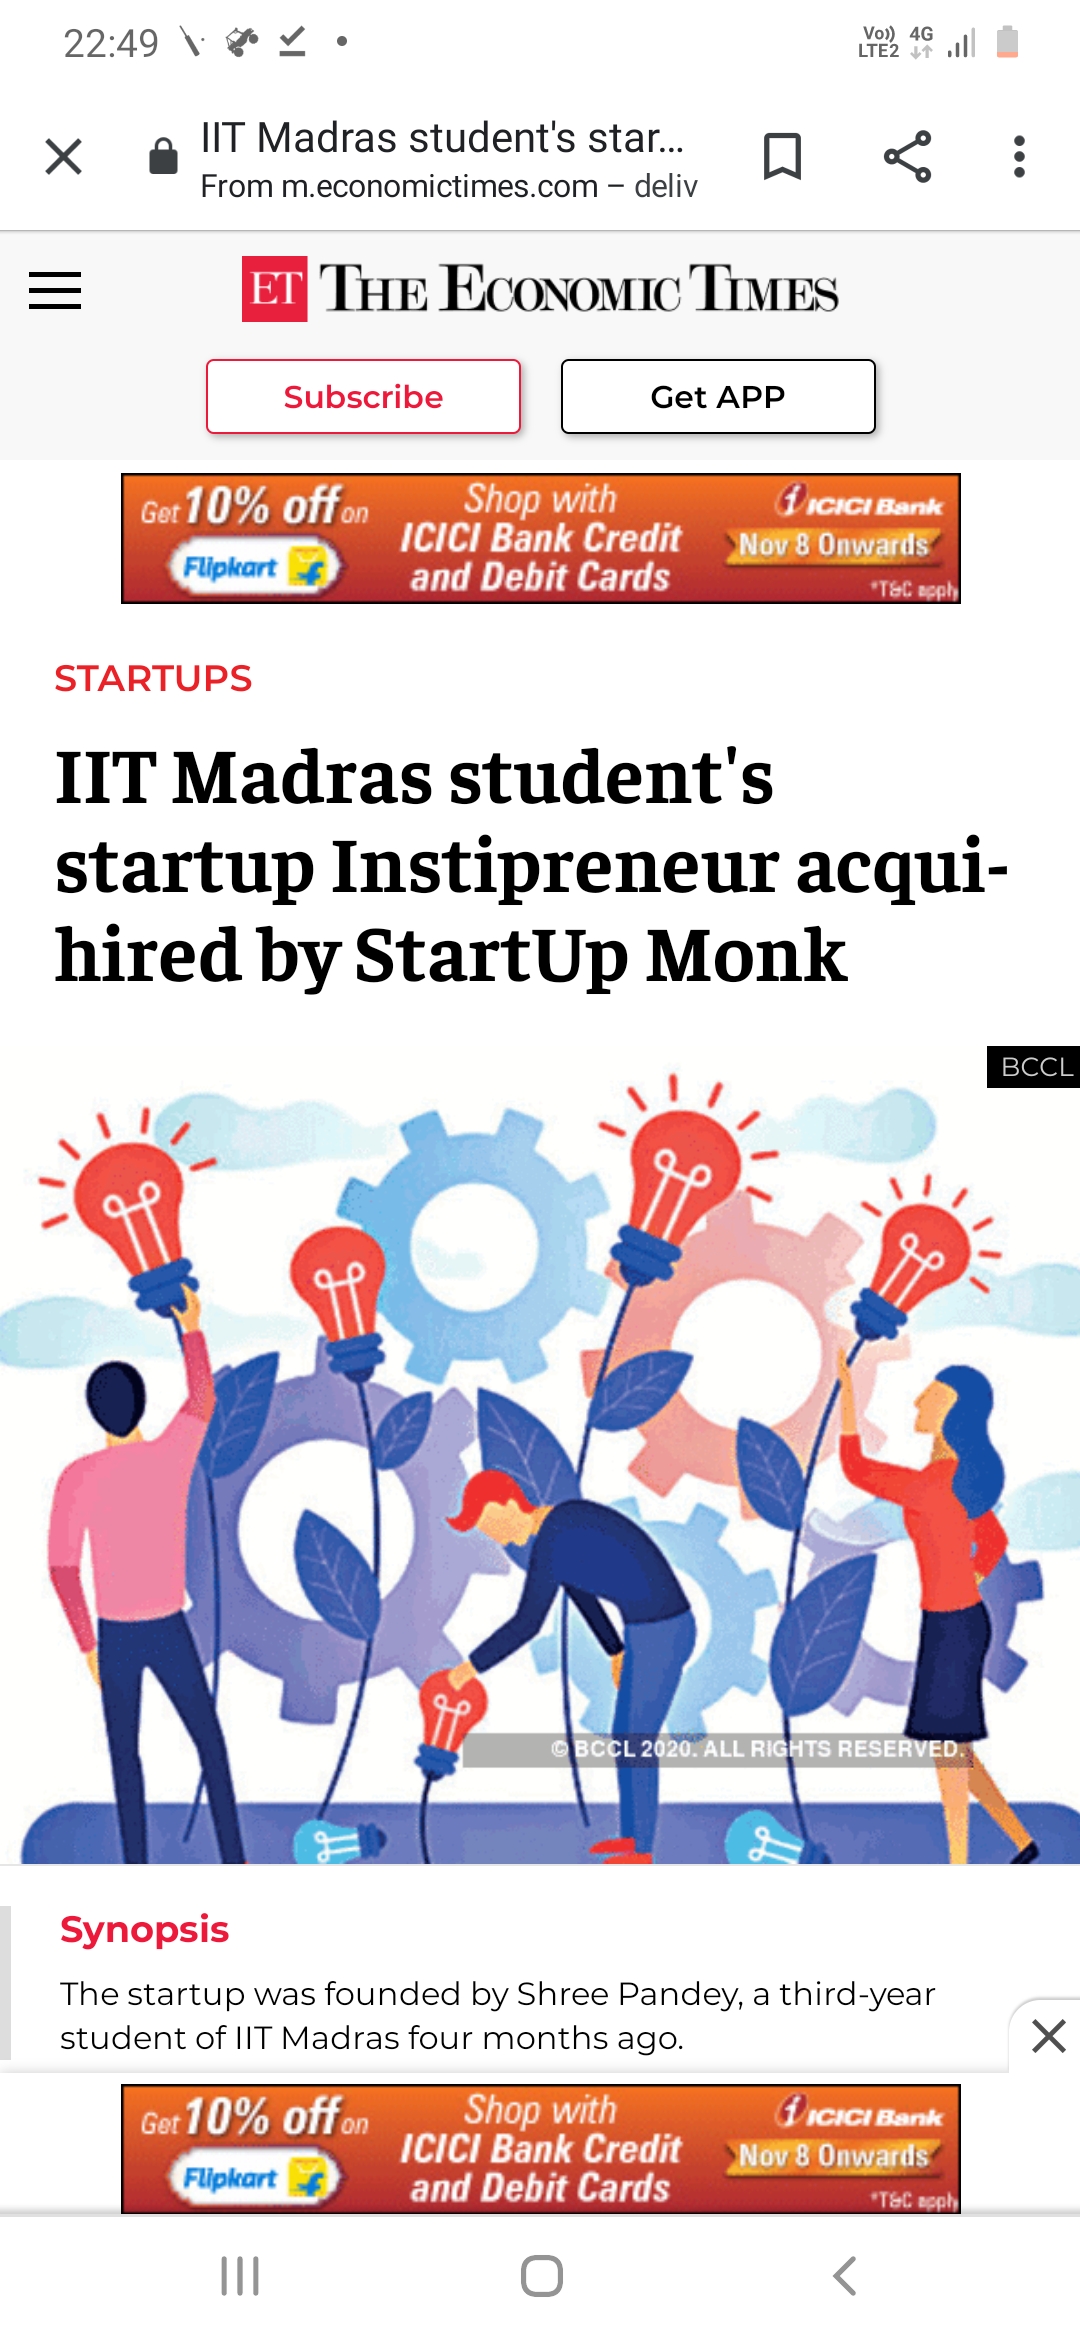 22:49
Vo)) 4G
LTE2
IIT Madras student's star...
From m.economictimes.com – deliv
ET THE ECONOMIC TIMES
Subscribe
Get APP
Get 10% off on
Flipkart
Shop with
ICICI Bank Credit
and Debit Cards
ICICI Bank
Nov 8 Onwards
*T&C apply
STARTUPS
IIT Madras student's
startup Instipreneur acqui-
hired by StartUp Monk
BCCL
© BCCL 2020. ALL RIGHTS RESERVED.
Synopsis
The startup was founded by Shree Pandey, a third-year
student of IIT Madras four months ago.
Get 10% off on
Flipkart
Shop with
ICICI Bank Credit
and Debit Cards
ICICI Bank
Nov 8 Onwards
*T&C apply